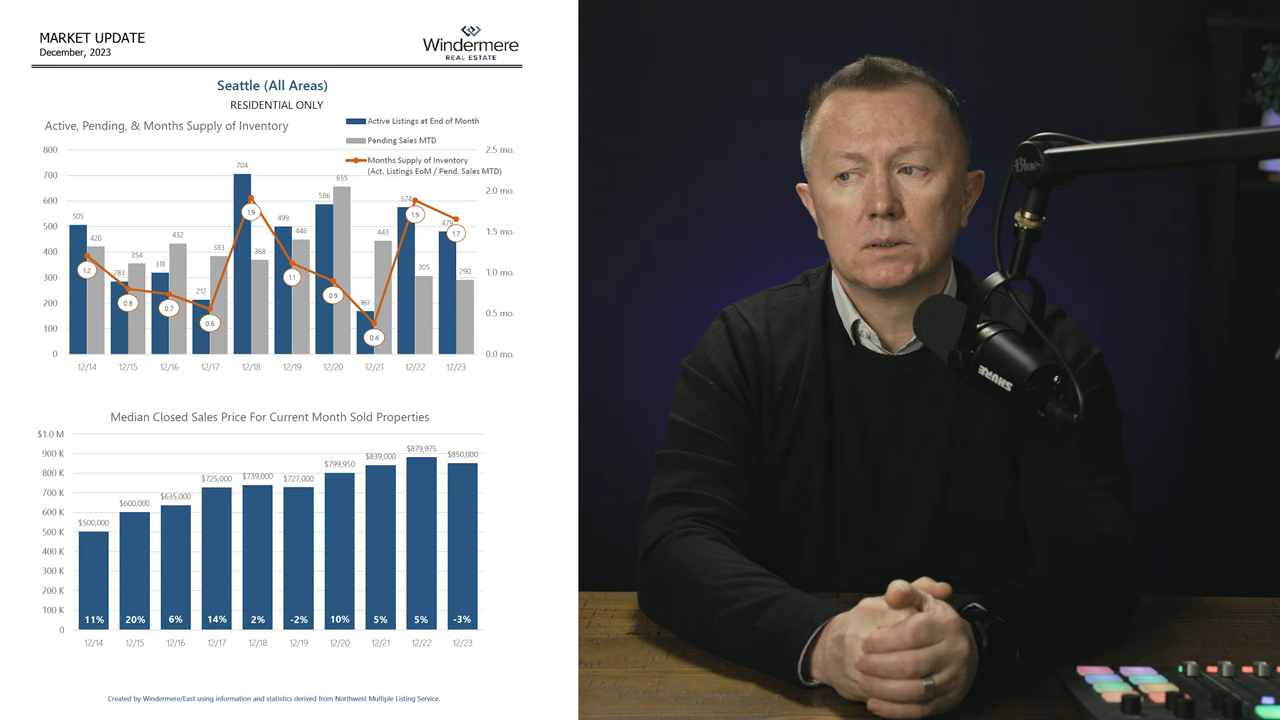 MARKET UPDATE
December, 2023
Windermere
REAL ESTATE
Seattle (All Areas)
RESIDENTIAL ONLY
Active, Pending, & Months Supply of Inventory
Active Listings at End of Month
Pending Sales MTD
Months Supply of Inventory
(Act. Listings EoM / Pend. Sales MTD)
800 700 600 500 400 300 200 100 0
2.5 mo. 2.0 mo. 1.5 mo. 1.0 mo. 0.5 mo. 0.0 mo.
505 283 318 212 704 499 586 167 574 479
420 354 432 383 368 448 655 443 305 290
1.2 0.8 0.7 0.6 1.9 1.1 0.9 0.4 1.9 1.7
12/14 12/15 12/16 12/17 12/18 12/19 12/20 12/21 12/22 12/23
Median Closed Sales Price For Current Month Sold Properties
$1.0 M 900 K 800 K 700 K 600 K 500 K 400 K 300 K 200 K 100 K 0
$500,000 $600,000 $635,000 $725,000 $739,000 $727,000 $799,950 $839,000 $879,975 $850,000
11% 20% 6% 14% 2% -2% 10% 5% 5% -3%
12/14 12/15 12/16 12/17 12/18 12/19 12/20 12/21 12/22 12/23
Created by Windermere/East using information and statistics derived from Northwest Multiple Listing Service.
Blue
SHURE